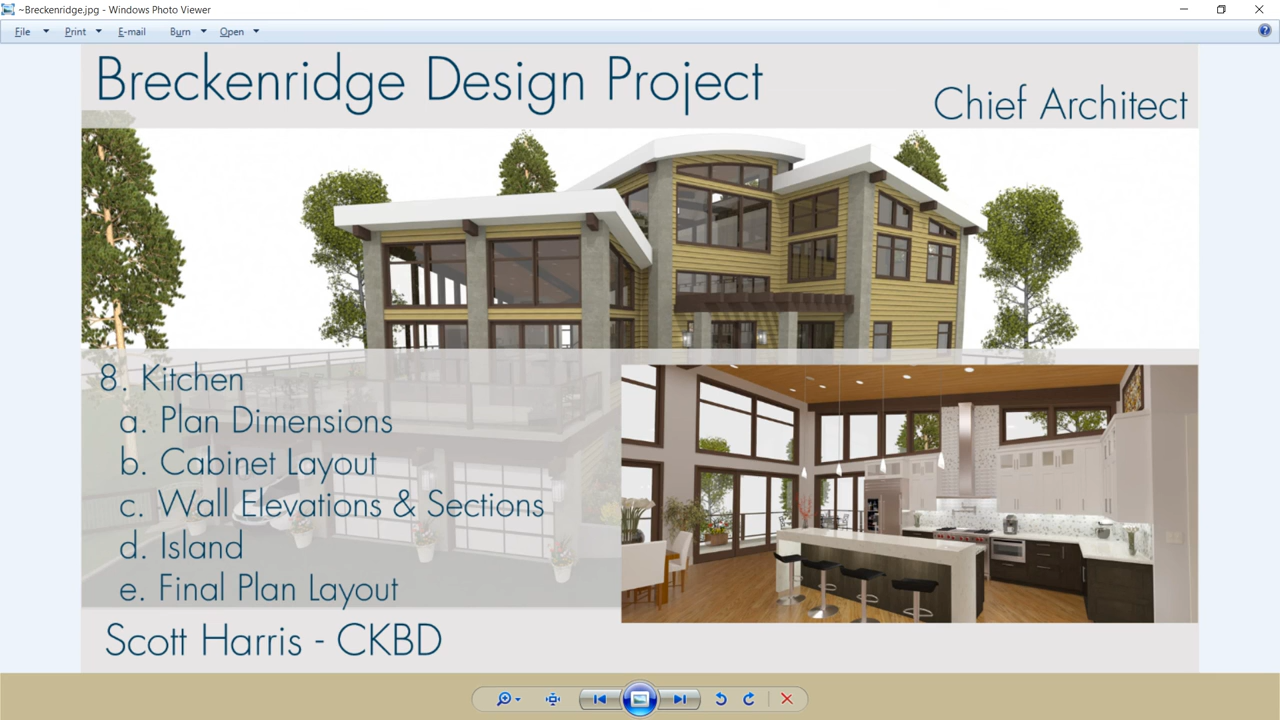 ~Breckenridge.jpg - Windows Photo Viewer
File Print E-mail Burn Open
Breckenridge Design Project
Chief Architect
8. Kitchen
a. Plan Dimensions
b. Cabinet Layout
c. Wall Elevations & Sections
d. Island
e. Final Plan Layout
Scott Harris - CKBD